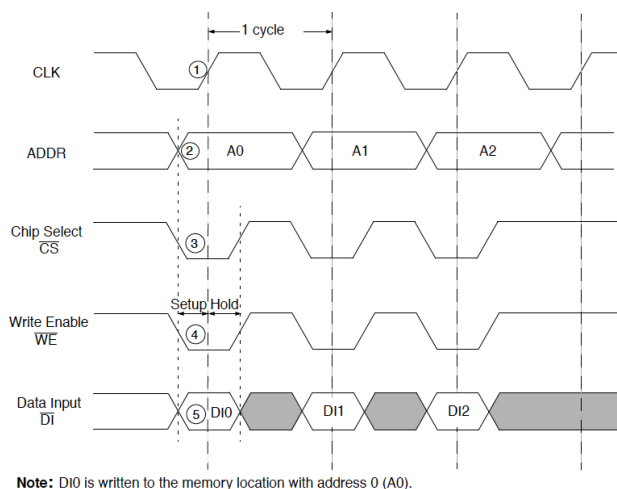 1 cycle
CLK
①
ADDR
② A0 A1 A2
Chip Select
CS
③
Setup Hold
Write Enable
WE
④
Data Input
DI
⑤ DI0 DI1 DI2
Note: DI0 is written to the memory location with address 0 (A0).